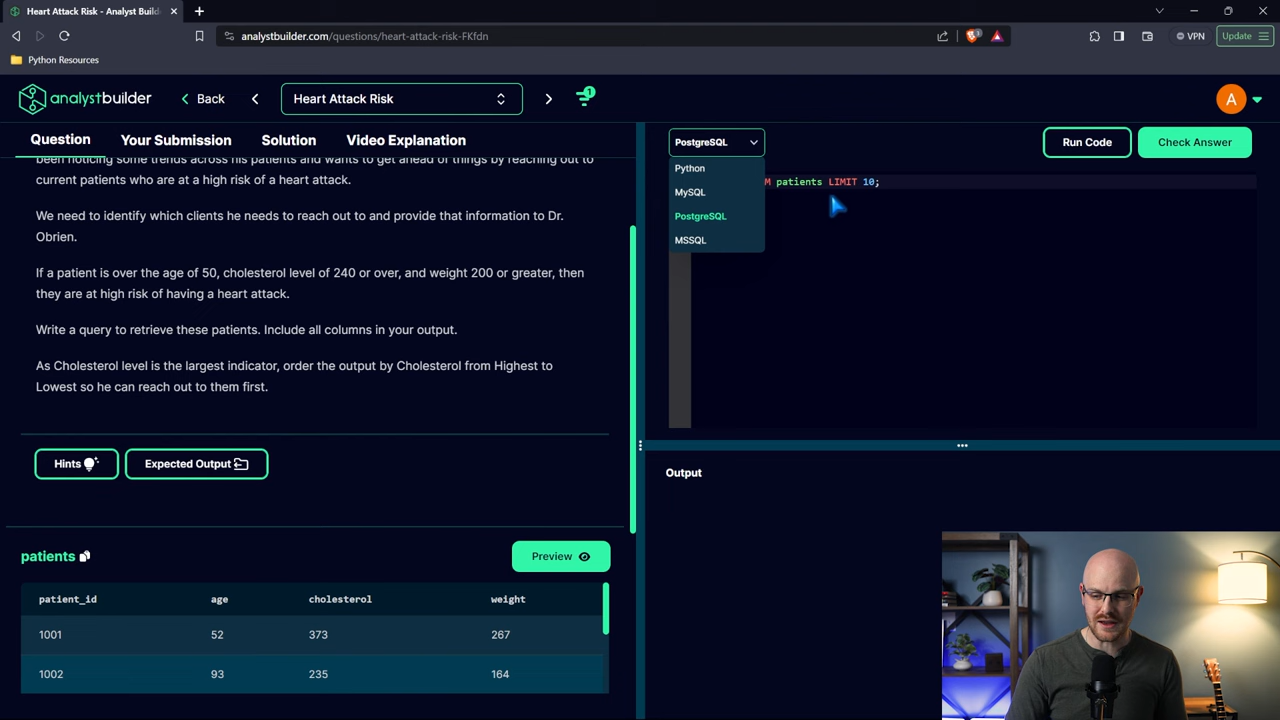 Heart Attack Risk - Analyst Build
analystbuilder.com/questions/heart-attack-risk-FKfdn
VPN
Update
Python Resources
analystbuilder
Back
Heart Attack Risk
1
A
Question
Your Submission
Solution
Video Explanation
PostgreSQL
Run Code
Check Answer
been noticing some trends across his patients and wants to get ahead of things by reaching out to
current patients who are at a high risk of a heart attack.
We need to identify which clients he needs to reach out to and provide that information to Dr.
Obrien.
If a patient is over the age of 50, cholesterol level of 240 or over, and weight 200 or greater, then
they are at high risk of having a heart attack.
Write a query to retrieve these patients. Include all columns in your output.
As Cholesterol level is the largest indicator, order the output by Cholesterol from Highest to
Lowest so he can reach out to them first.
Python
MySQL
PostgreSQL
MSSQL
M patients LIMIT 10;
Hints
Expected Output
Output
patients
Preview
patient_id age cholesterol weight
1001 52 373 267
1002 93 235 164